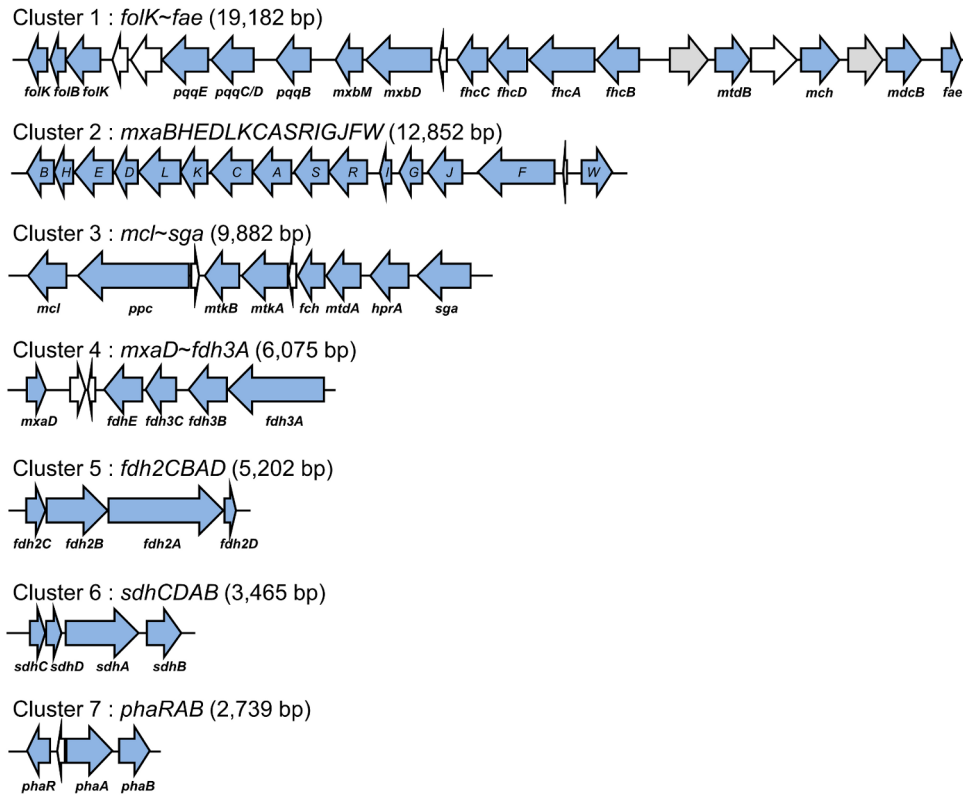 Cluster 1 : folK~fae (19,182 bp)
folK folB folK pqqE pqqC/D pqqB mxbM mxbD fhcC fhcD fhcA fhcB mtdB mch mdcB fae
Cluster 2 : mxaBHEDLKCASRIGJFW (12,852 bp)
B H E D L K C A S R I G J F W
Cluster 3 : mcl~sga (9,882 bp)
mcl ppc mtkB mtkA fch mtdA hprA sga
Cluster 4 : mxaD~fdh3A (6,075 bp)
mxaD fdhE fdh3C fdh3B fdh3A
Cluster 5 : fdh2CBAD (5,202 bp)
fdh2C fdh2B fdh2A fdh2D
Cluster 6 : sdhCDAB (3,465 bp)
sdhC sdhD sdhA sdhB
Cluster 7 : phaRAB (2,739 bp)
phaR phaA phaB